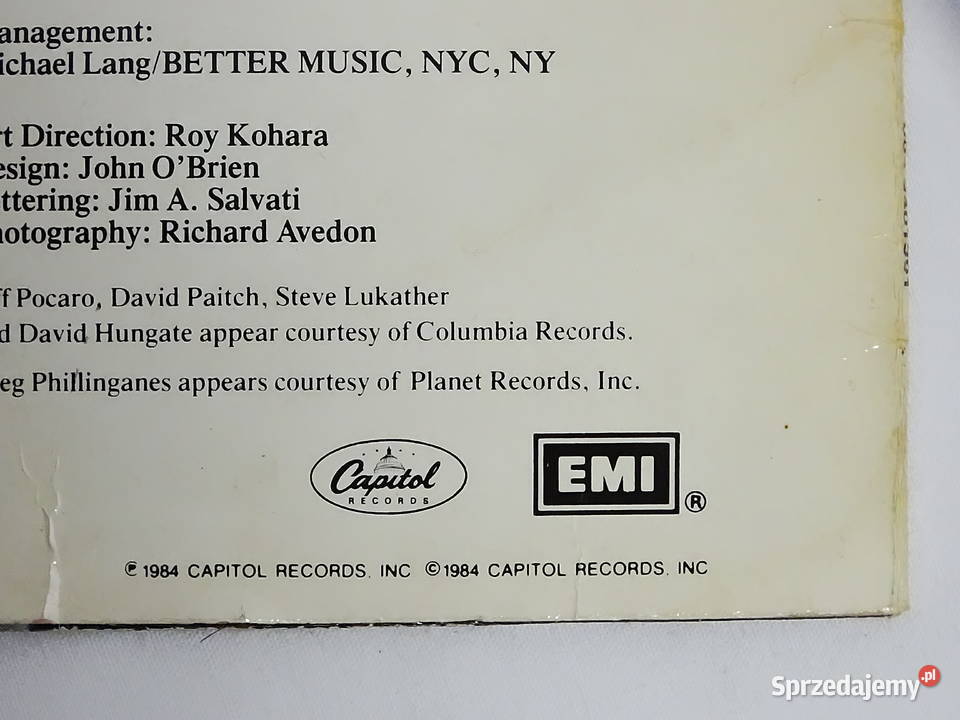 anagement:
ichael Lang/BETTER MUSIC, NYC, NY
rt Direction: Roy Kohara
esign: John O'Brien
ttering: Jim A. Salvati
hotography: Richard Avedon
ff Pocaro, David Paitch, Steve Lukather
d David Hungate appear courtesy of Columbia Records.
eg Phillinganes appears courtesy of Planet Records, Inc.
Capitol
RECORDS
EMI ®
℗ 1984 CAPITOL RECORDS, INC ©1984 CAPITOL RECORDS, INC
Sprzedajemy.pl